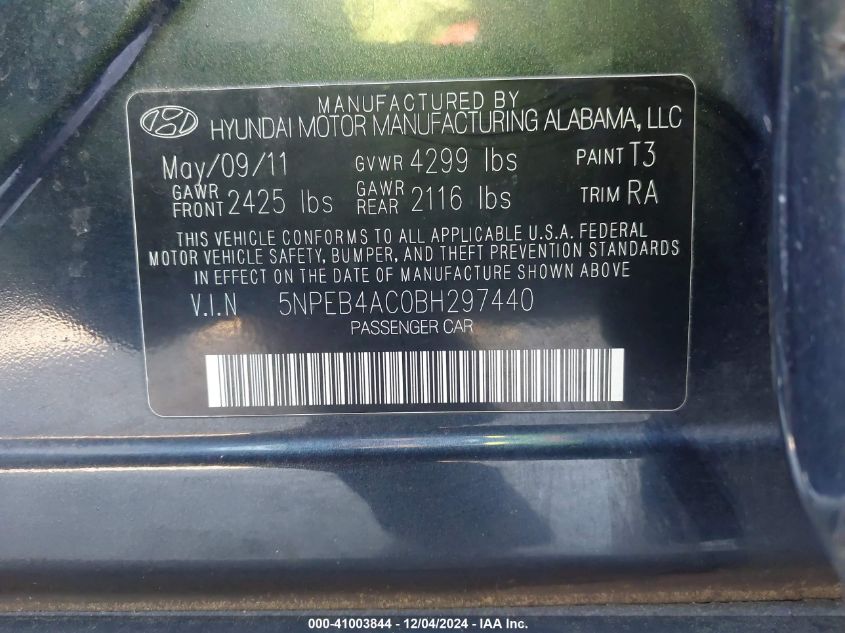 MANUFACTURED BY
HYUNDAI MOTOR MANUFACTURING ALABAMA, LLC
May/09/11 GVWR 4299 lbs PAINT T3
GAWR FRONT 2425 lbs GAWR REAR 2116 lbs TRIM RA
THIS VEHICLE CONFORMS TO ALL APPLICABLE U.S.A. FEDERAL
MOTOR VEHICLE SAFETY, BUMPER, AND THEFT PREVENTION STANDARDS
IN EFFECT ON THE DATE OF MANUFACTURE SHOWN ABOVE
V.I.N 5NPEB4AC0BH297440
PASSENGER CAR
000-41003844 - 12/04/2024 - IAA Inc.